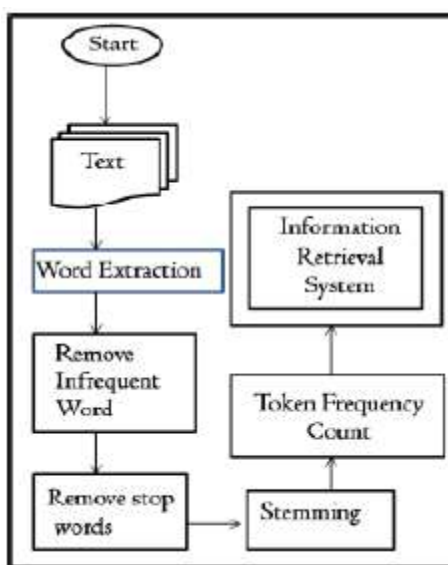 Start
Text
Word Extraction
Remove
Infrequent
Word
Remove stop
words
Stemming
Token Frequency
Count
Information
Retrieval
System